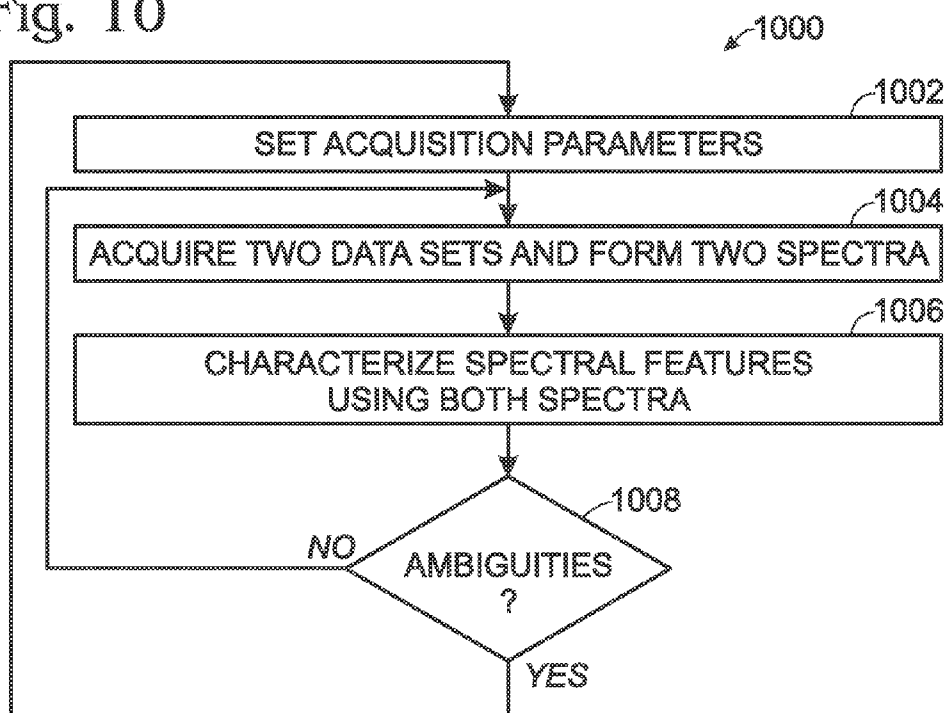 Fig. 10
1000
1002
SET ACQUISITION PARAMETERS
1004
ACQUIRE TWO DATA SETS AND FORM TWO SPECTRA
1006
CHARACTERIZE SPECTRAL FEATURES
USING BOTH SPECTRA
1008
NO
AMBIGUITIES
?
YES